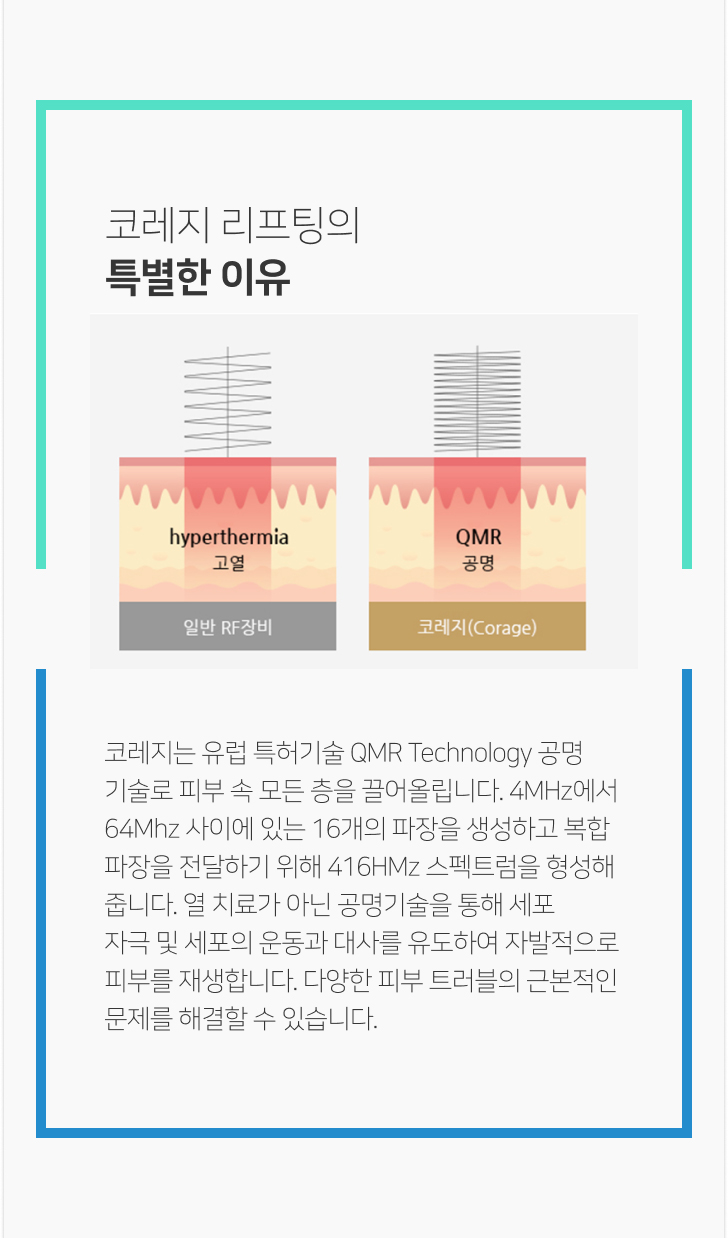 코레지 리프팅의
특별한 이유
hyperthermia
고열
일반 RF장비
QMR
공명
코레지(Corage)
코레지는 유럽 특허기술 QMR Technology 공명
기술로 피부 속 모든 층을 끌어올립니다. 4MHz에서
64Mhz 사이에 있는 16개의 파장을 생성하고 복합
파장을 전달하기 위해 416HMz 스펙트럼을 형성해
줍니다. 열 치료가 아닌 공명기술을 통해 세포
자극 및 세포의 운동과 대사를 유도하여 자발적으로
피부를 재생합니다. 다양한 피부 트러블의 근본적인
문제를 해결할 수 있습니다.